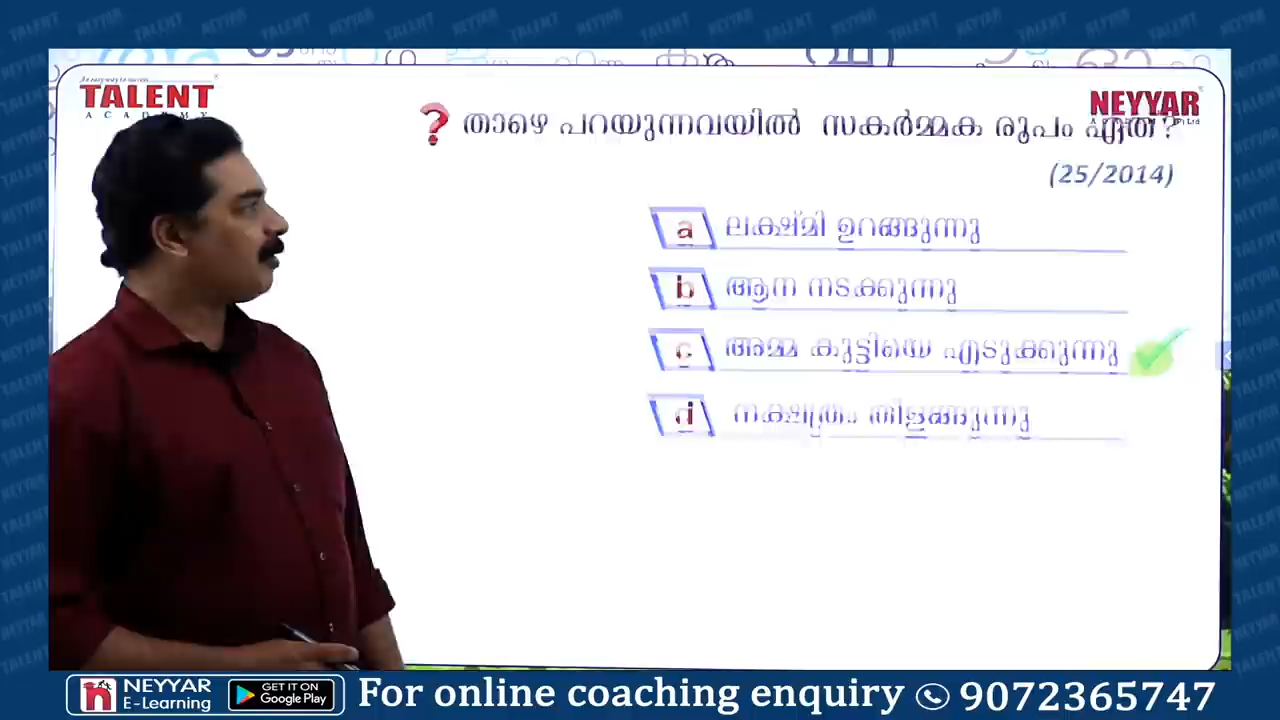 TALENT
ACADEMY
NEYYAR
? താഴെ പറയുന്നവയിൽ സകർമ്മക രൂപം ഏത്?
(25/2014)
a ലക്ഷ്മി ഉറങ്ങുന്നു
b ആന നടക്കുന്നു
c അമ്മ കുട്ടിയെ എടുക്കുന്നു
d നക്ഷത്രം തിളങ്ങുന്നു
NEYYAR
E-Learning
GET IT ON
Google Play
For online coaching enquiry 9072365747